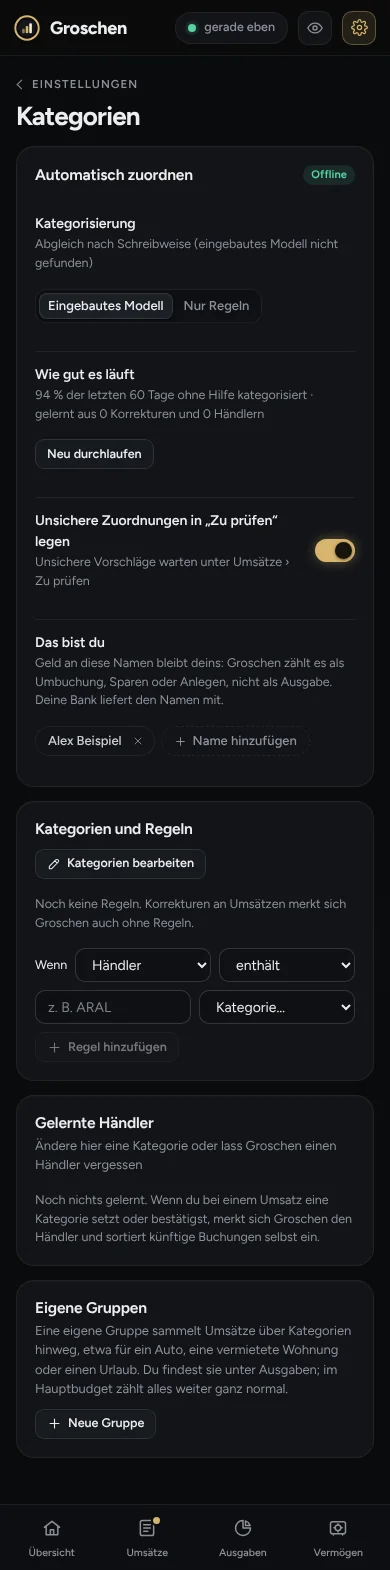 Groschen
gerade eben
EINSTELLUNGEN
Kategorien
Automatisch zuordnen
Offline
Kategorisierung
Abgleich nach Schreibweise (eingebautes Modell nicht
gefunden)
Eingebautes Modell
Nur Regeln
Wie gut es läuft
94 % der letzten 60 Tage ohne Hilfe kategorisiert ·
gelernt aus 0 Korrekturen und 0 Händlern
Neu durchlaufen
Unsichere Zuordnungen in „Zu prüfen“
legen
Unsichere Vorschläge warten unter Umsätze ›
Zu prüfen
Das bist du
Geld an diese Namen bleibt deins: Groschen zählt es als
Umbuchung, Sparen oder Anlegen, nicht als Ausgabe.
Deine Bank liefert den Namen mit.
Alex Beispiel ×
+ Name hinzufügen
Kategorien und Regeln
Kategorien bearbeiten
Noch keine Regeln. Korrekturen an Umsätzen merkt sich
Groschen auch ohne Regeln.
Wenn
Händler
enthält
z. B. ARAL
Kategorie…
+ Regel hinzufügen
Gelernte Händler
Ändere hier eine Kategorie oder lass Groschen einen
Händler vergessen
Noch nichts gelernt. Wenn du bei einem Umsatz eine
Kategorie setzt oder bestätigst, merkt sich Groschen den
Händler und sortiert künftige Buchungen selbst ein.
Eigene Gruppen
Eine eigene Gruppe sammelt Umsätze über Kategorien
hinweg, etwa für ein Auto, eine vermietete Wohnung
oder einen Urlaub. Du findest sie unter Ausgaben; im
Hauptbudget zählt alles weiter ganz normal.
+ Neue Gruppe
Übersicht
Umsätze
Ausgaben
Vermögen